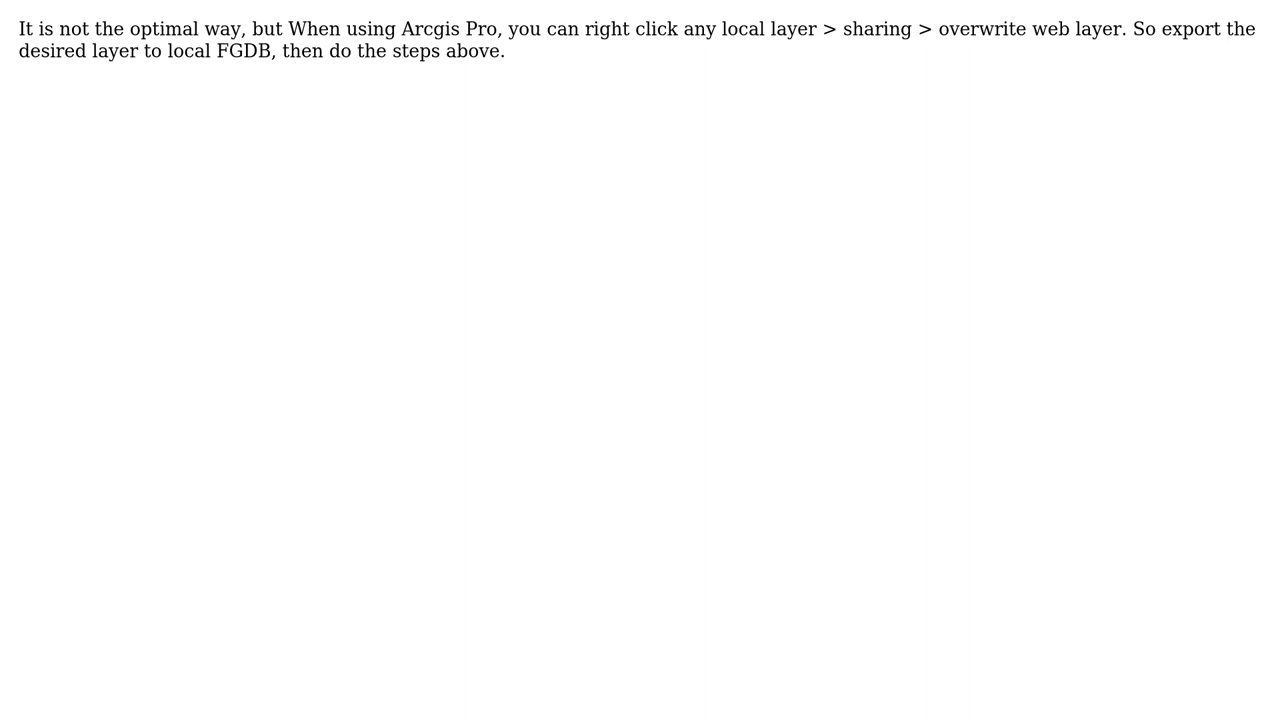 It is not the optimal way, but When using Arcgis Pro, you can right click any local layer > sharing > overwrite web layer. So export the
desired layer to local FGDB, then do the steps above.